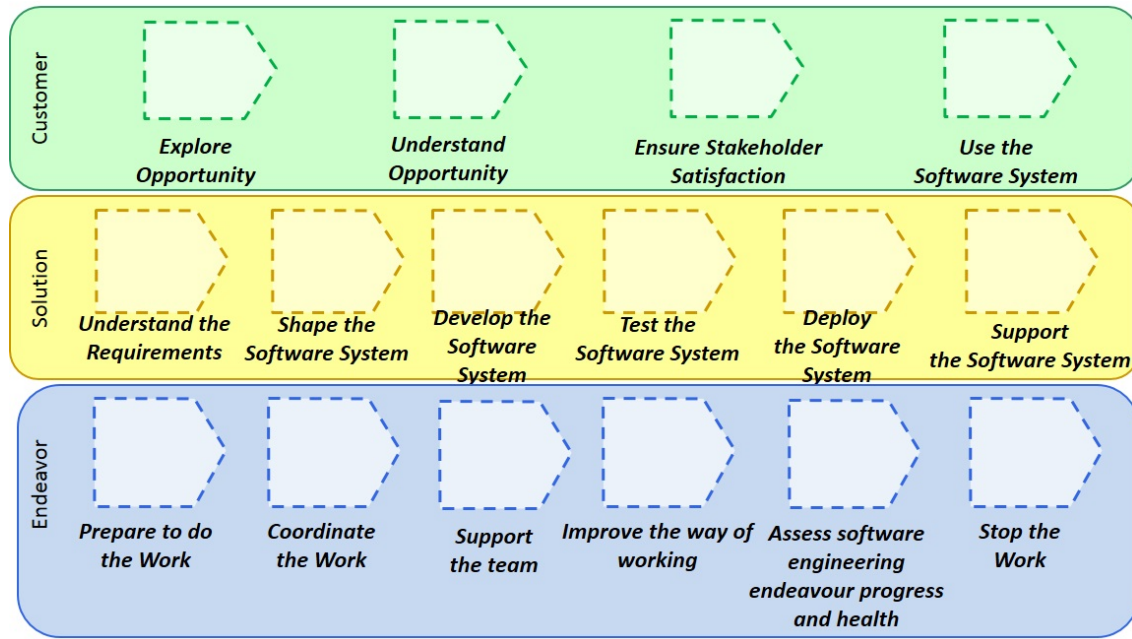 Customer
Explore
Opportunity
Understand
Opportunity
Ensure Stakeholder
Satisfaction
Use the
Software System
Solution
Understand the
Requirements
Shape the
Software System
Develop the
Software
System
Test the
Software System
Deploy
the Software
System
Support
the Software System
Endeavor
Prepare to do
the Work
Coordinate
the Work
Support
the team
Improve the way of
working
Assess software
engineering
endeavour progress
and health
Stop the
Work